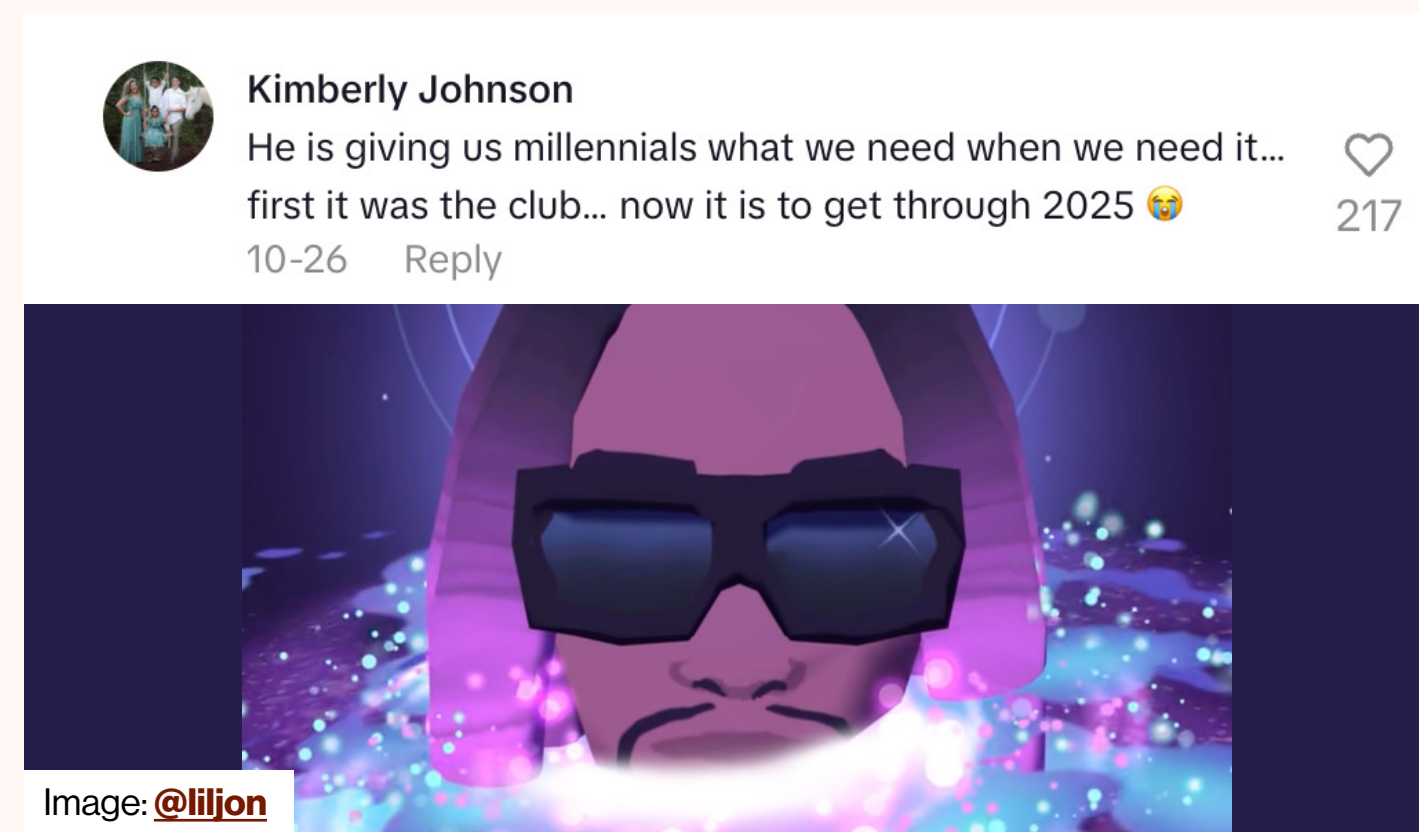 Kimberly Johnson
He is giving us millennials what we need when we need it...
first it was the club... now it is to get through 2025 😭
217
10-26 Reply
Image: @liljon